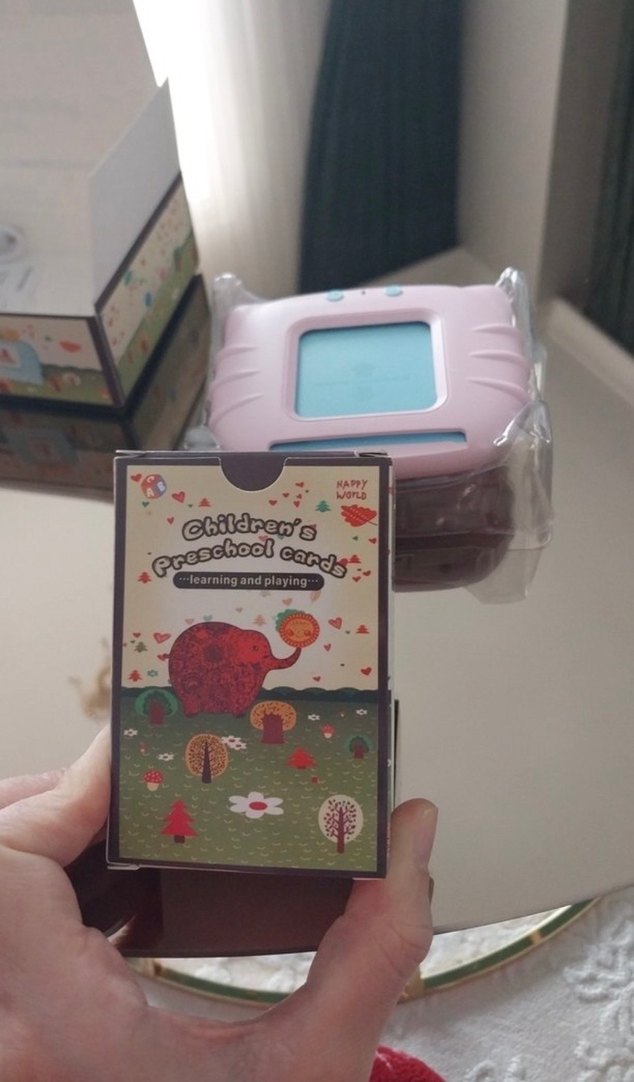 HAPPY
WORLD
Children's
Preschool cards
···learning and playing···